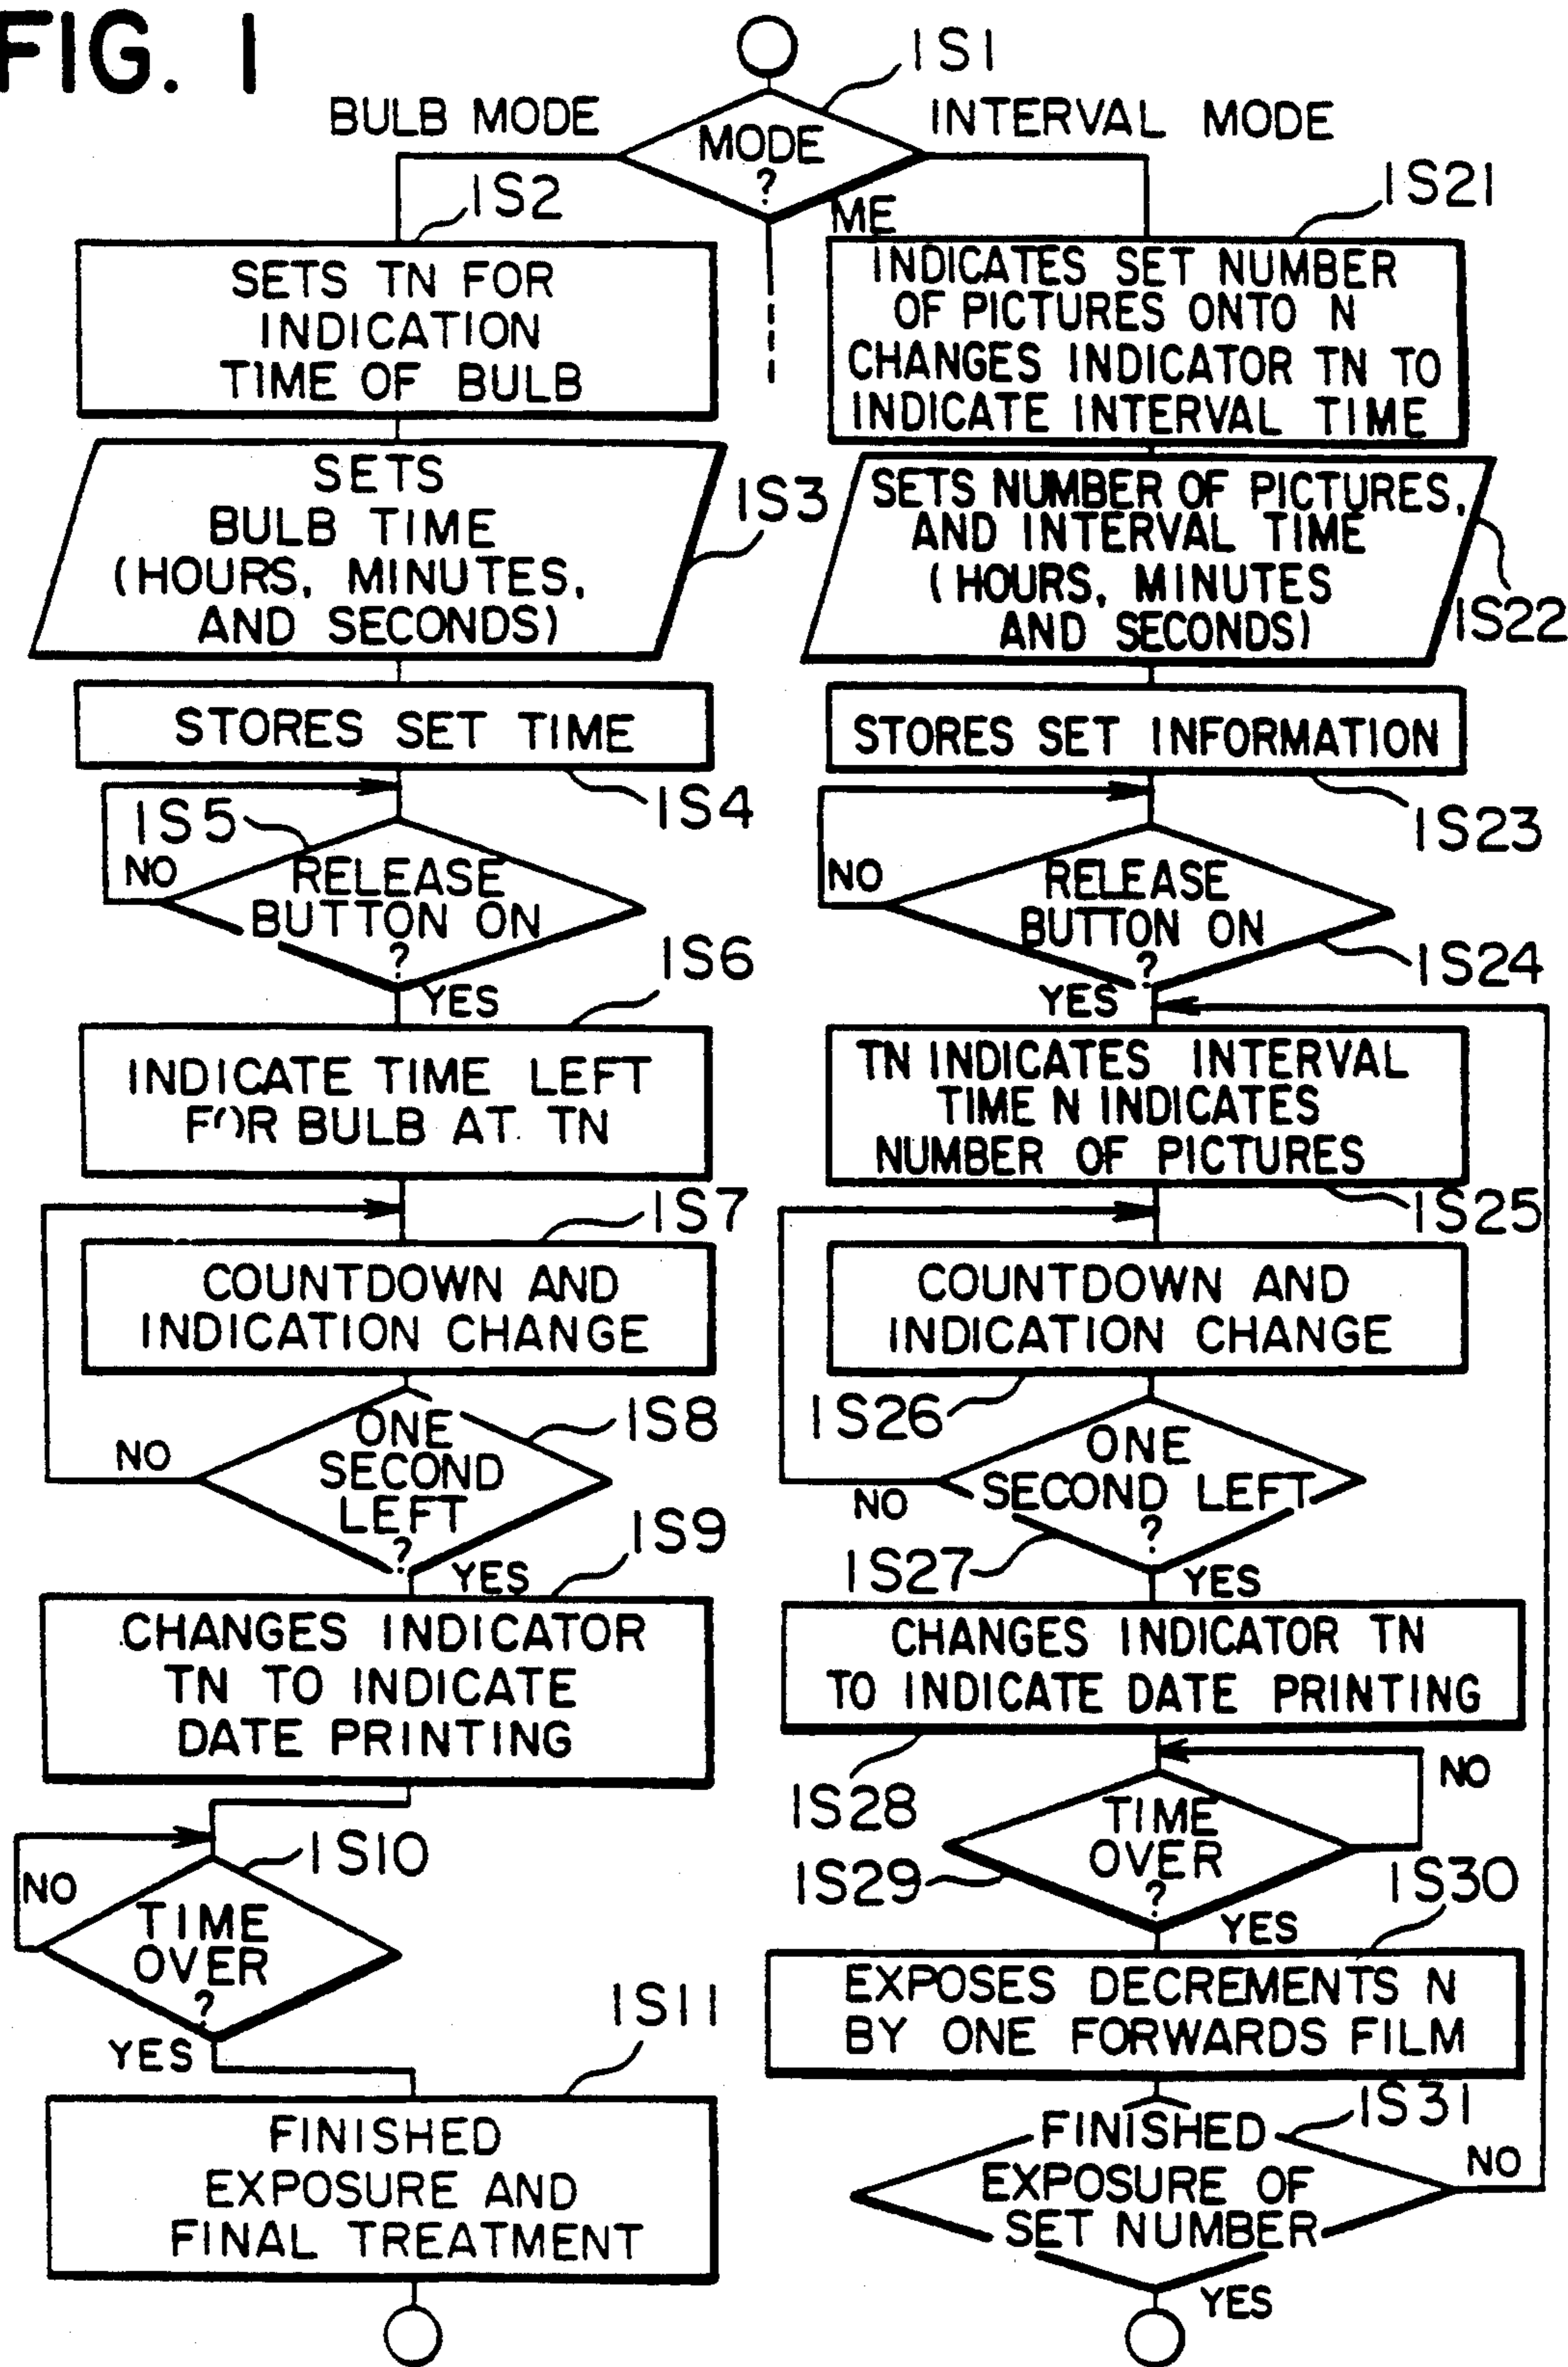 FIG. 1
1S1
BULB MODE
INTERVAL MODE
MODE
?
ME
1S2
SETS TN FOR
INDICATION
TIME OF BULB
SETS
BULB TIME
(HOURS, MINUTES,
AND SECONDS)
1S3
STORES SET TIME
1S4
1S5
NO
RELEASE
BUTTON ON
?
YES
1S6
INDICATE TIME LEFT
FOR BULB AT TN
1S7
COUNTDOWN AND
INDICATION CHANGE
1S8
ONE
SECOND
LEFT
?
NO
YES
1S9
CHANGES INDICATOR
TN TO INDICATE
DATE PRINTING
1S10
NO
TIME
OVER
?
YES
1S11
FINISHED
EXPOSURE AND
FINAL TREATMENT
1S21
INDICATES SET NUMBER
OF PICTURES ONTO N
CHANGES INDICATOR TN TO
INDICATE INTERVAL TIME
SETS NUMBER OF PICTURES,
AND INTERVAL TIME
(HOURS, MINUTES
AND SECONDS)
1S22
STORES SET INFORMATION
1S23
NO
RELEASE
BUTTON ON
?
1S24
YES
TN INDICATES INTERVAL
TIME N INDICATES
NUMBER OF PICTURES
1S25
COUNTDOWN AND
INDICATION CHANGE
1S26
ONE
SECOND LEFT
?
NO
1S27
YES
CHANGES INDICATOR TN
TO INDICATE DATE PRINTING
1S28
NO
TIME
OVER
?
1S29
YES
1S30
EXPOSES DECREMENTS N
BY ONE FORWARDS FILM
1S31
FINISHED
EXPOSURE OF
SET NUMBER
NO
YES